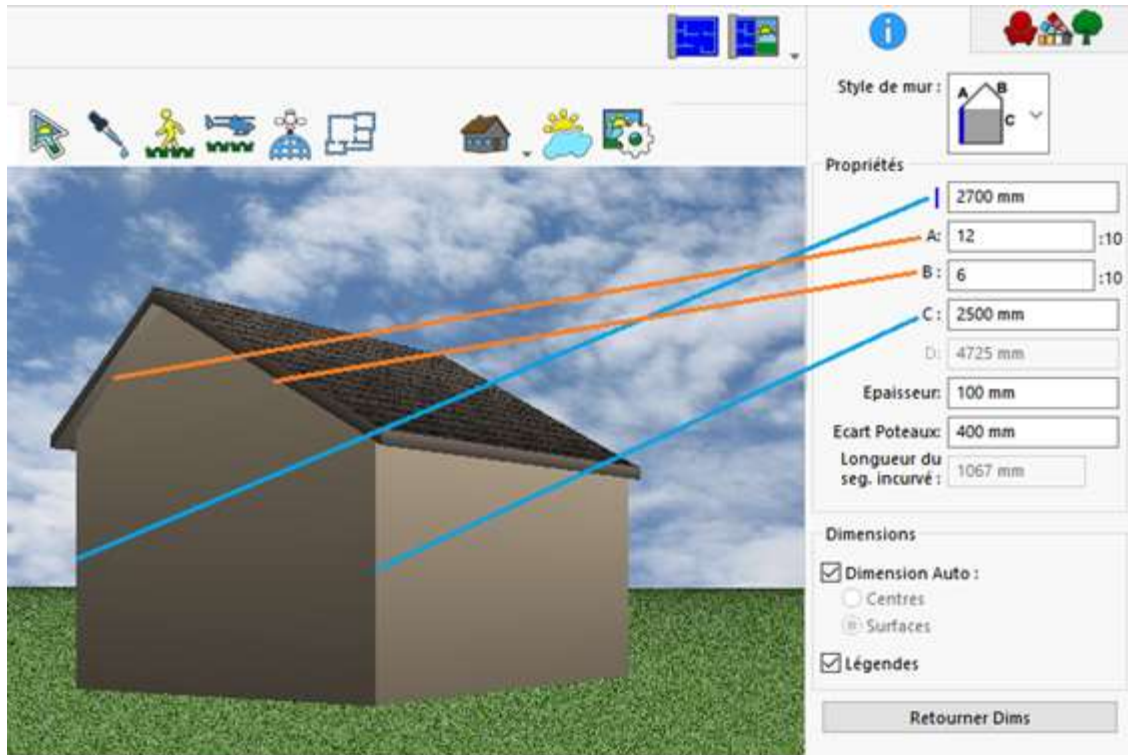 Style de mur :
A B
C
Propriétés
2700 mm
A: 12 :10
B : 6 :10
C : 2500 mm
D: 4725 mm
Epaisseur: 100 mm
Ecart Poteaux: 400 mm
Longueur du
seg. incurvé : 1067 mm
Dimensions
Dimension Auto :
Centres
Surfaces
Légendes
Retourner Dims